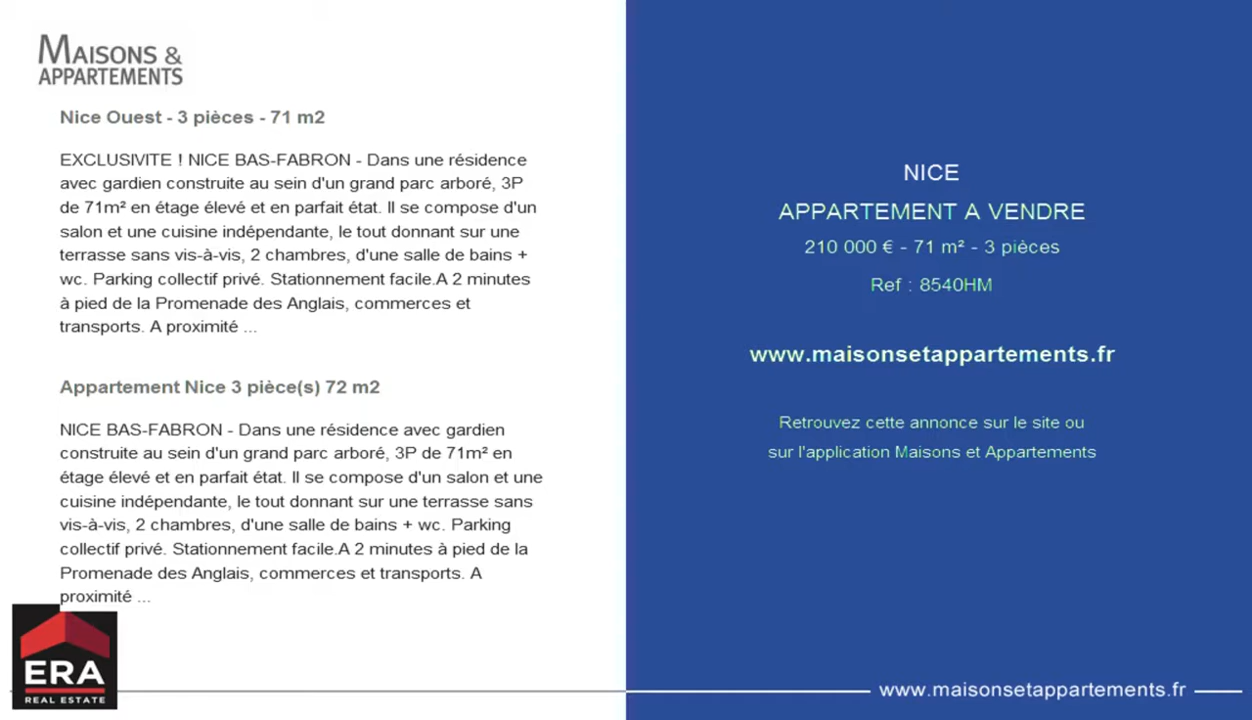 MAISONS &
APPARTEMENTS
Nice Ouest - 3 pièces - 71 m2
EXCLUSIVITE ! NICE BAS-FABRON - Dans une résidence
avec gardien construite au sein d'un grand parc arboré, 3P
de 71m² en étage élevé et en parfait état. Il se compose d'un
salon et une cuisine indépendante, le tout donnant sur une
terrasse sans vis-à-vis, 2 chambres, d'une salle de bains +
wc. Parking collectif privé. Stationnement facile.A 2 minutes
à pied de la Promenade des Anglais, commerces et
transports. A proximité ...
Appartement Nice 3 pièce(s) 72 m2
NICE BAS-FABRON - Dans une résidence avec gardien
construite au sein d'un grand parc arboré, 3P de 71m² en
étage élevé et en parfait état. Il se compose d'un salon et une
cuisine indépendante, le tout donnant sur une terrasse sans
vis-à-vis, 2 chambres, d'une salle de bains + wc. Parking
collectif privé. Stationnement facile.A 2 minutes à pied de la
Promenade des Anglais, commerces et transports. A
proximité ...
ERA
REAL ESTATE
NICE
APPARTEMENT A VENDRE
210 000 € - 71 m² - 3 pièces
Ref : 8540HM
www.maisonsetappartements.fr
Retrouvez cette annonce sur le site ou
sur l'application Maisons et Appartements
www.maisonsetappartements.fr